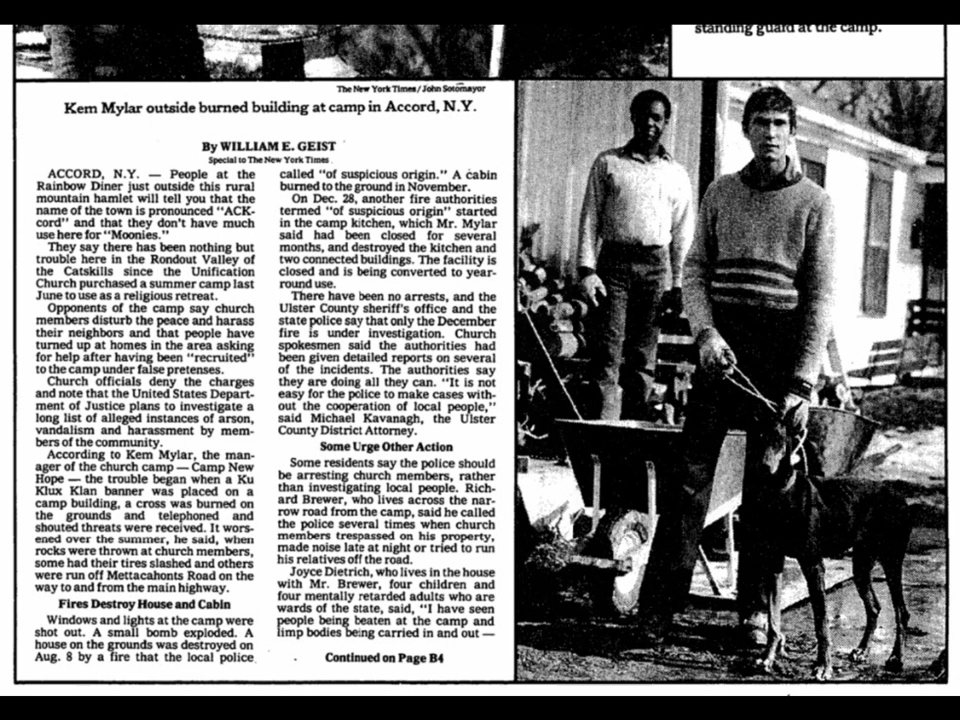 standing guard at the camp.
The New York Times / John Sotomayor
Kem Mylar outside burned building at camp in Accord, N.Y.
By WILLIAM E. GEIST
Special to The New York Times
ACCORD, N.Y. — People at the
Rainbow Diner just outside this rural
mountain hamlet will tell you that the
name of the town is pronounced "ACK-
cord" and that they don't have much
use here for "Moonies."
They say there has been nothing but
trouble here in the Rondout Valley of
the Catskills since the Unification
Church purchased a summer camp last
June to use as a religious retreat.
Opponents of the camp say church
members disturb the peace and harass
their neighbors and that people have
turned up at homes in the area asking
for help after having been "recruited"
to the camp under false pretenses.
Church officials deny the charges
and note that the United States Depart-
ment of Justice plans to investigate a
long list of alleged instances of arson,
vandalism and harassment by mem-
bers of the community.
According to Kem Mylar, the man-
ager of the church camp — Camp New
Hope — the trouble began when a Ku
Klux Klan banner was placed on a
camp building, a cross was burned on
the grounds and telephoned and
shouted threats were received. It wors-
ened over the summer, he said, when
rocks were thrown at church members,
some had their tires slashed and others
were run off Mettacahonts Road on the
way to and from the main highway.
Fires Destroy House and Cabin
Windows and lights at the camp were
shot out. A small bomb exploded. A
house on the grounds was destroyed on
Aug. 8 by a fire that the local police
called "of suspicious origin." A cabin
burned to the ground in November.
On Dec. 28, another fire authorities
termed "of suspicious origin" started
in the camp kitchen, which Mr. Mylar
said had been closed for several
months, and destroyed the kitchen and
two connected buildings. The facility is
closed and is being converted to year-
round use.
There have been no arrests, and the
Ulster County sheriff's office and the
state police say that only the December
fire is under investigation. Church
spokesmen said the authorities had
been given detailed reports on several
of the incidents. The authorities say
they are doing all they can. "It is not
easy for the police to make cases with-
out the cooperation of local people,"
said Michael Kavanagh, the Ulster
County District Attorney.
Some Urge Other Action
Some residents say the police should
be arresting church members, rather
than investigating local people. Rich-
ard Brewer, who lives across the nar-
row road from the camp, said he called
the police several times when church
members trespassed on his property,
made noise late at night or tried to run
his relatives off the road.
Joyce Dietrich, who lives in the house
with Mr. Brewer, four children and
four mentally retarded adults who are
wards of the state, said, "I have seen
people being beaten at the camp and
limp bodies being carried in and out —
Continued on Page B4